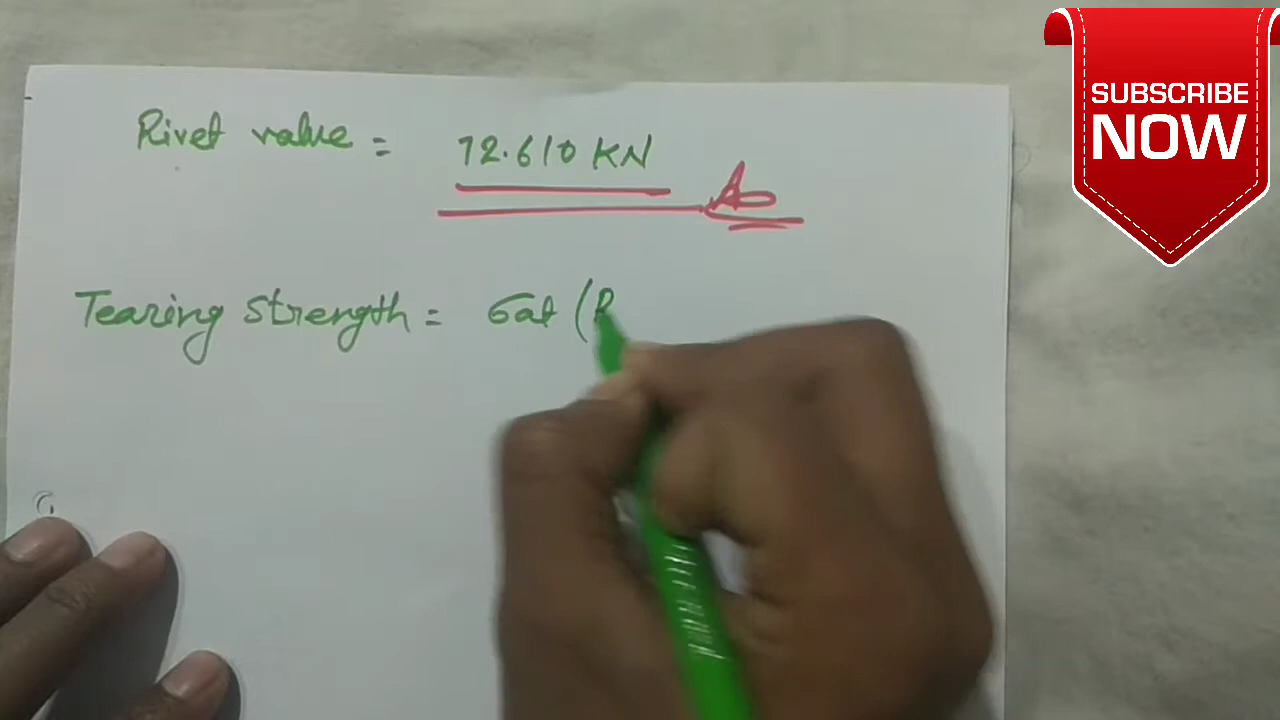 SUBSCRIBE
NOW
Rivet value = 72.610 KN
Tearing strength = σat (P